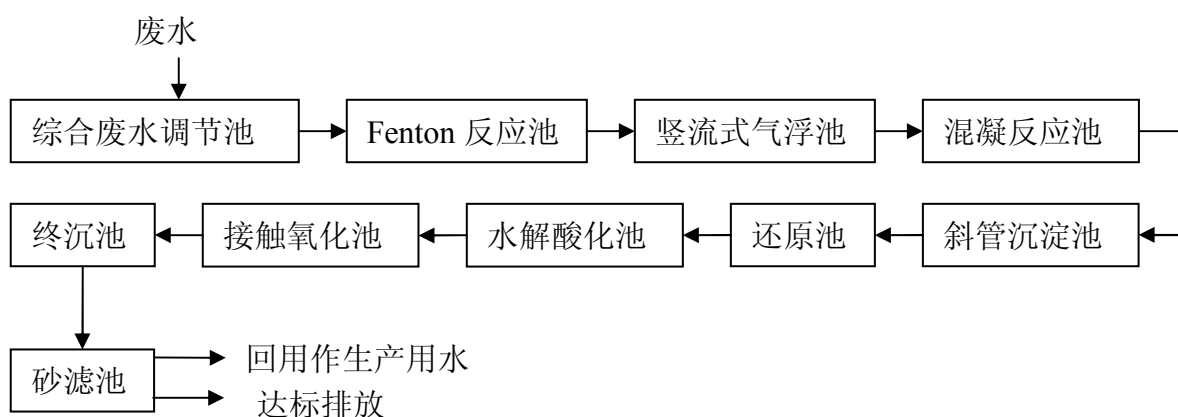 废水
综合废水调节池
Fenton 反应池
竖流式气浮池
混凝反应池
斜管沉淀池
还原池
水解酸化池
接触氧化池
终沉池
砂滤池
回用作生产用水
达标排放